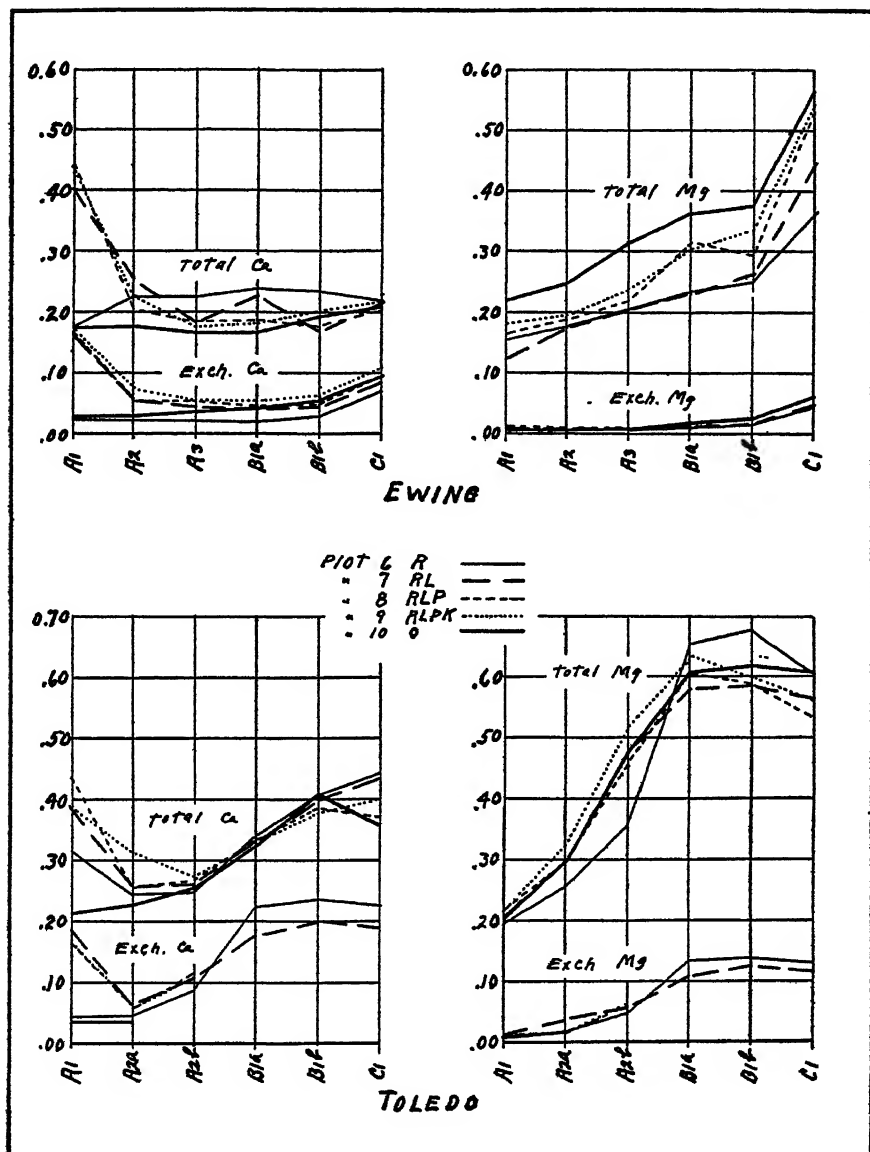 0.60
.50
.40
.30
.20
.10
.00
Total Ca
Exch. Ca
A1
A2
A3
B1a
B1b
C1
0.60
.50
.40
.30
.20
.10
.00
Total Mg
Exch. Mg
A1
A2
A3
B1a
B1b
C1
EWING
PLOT 6 R
" 7 RL
" 8 RLP
" 9 RLPK
" 10 O
0.70
.60
.50
.40
.30
.20
.10
.00
Total Ca
Exch. Ca
A1
A2a
A2b
B1a
B1b
C1
.60
.50
.40
.30
.20
.10
.00
Total Mg
Exch Mg
A1
A2a
A2b
B1a
B1b
C1
TOLEDO